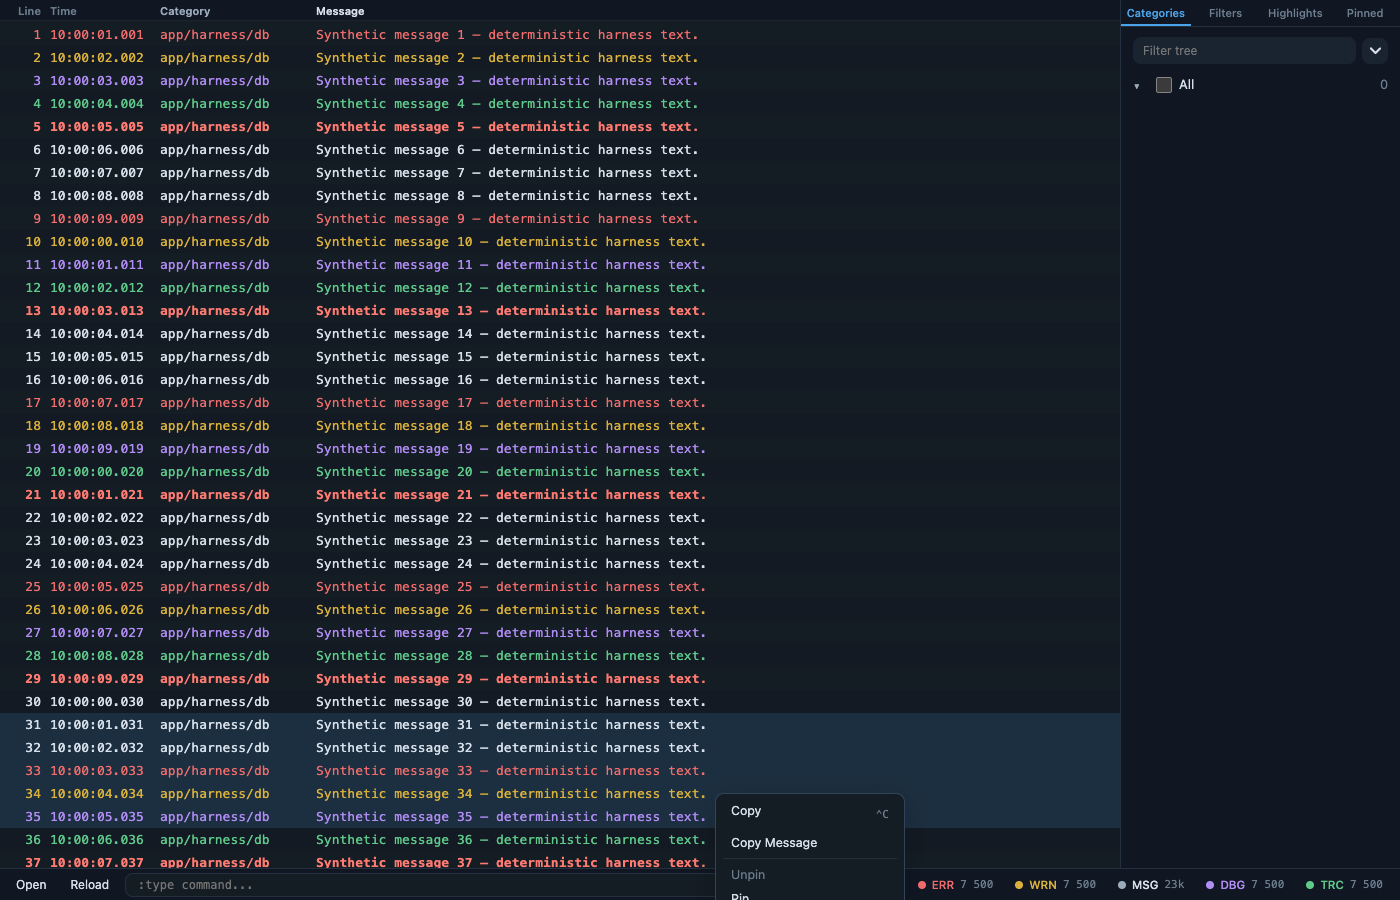 Line Time Category Message
1 10:00:01.001 app/harness/db Synthetic message 1 — deterministic harness text.
2 10:00:02.002 app/harness/db Synthetic message 2 — deterministic harness text.
3 10:00:03.003 app/harness/db Synthetic message 3 — deterministic harness text.
4 10:00:04.004 app/harness/db Synthetic message 4 — deterministic harness text.
5 10:00:05.005 app/harness/db Synthetic message 5 — deterministic harness text.
6 10:00:06.006 app/harness/db Synthetic message 6 — deterministic harness text.
7 10:00:07.007 app/harness/db Synthetic message 7 — deterministic harness text.
8 10:00:08.008 app/harness/db Synthetic message 8 — deterministic harness text.
9 10:00:09.009 app/harness/db Synthetic message 9 — deterministic harness text.
10 10:00:00.010 app/harness/db Synthetic message 10 — deterministic harness text.
11 10:00:01.011 app/harness/db Synthetic message 11 — deterministic harness text.
12 10:00:02.012 app/harness/db Synthetic message 12 — deterministic harness text.
13 10:00:03.013 app/harness/db Synthetic message 13 — deterministic harness text.
14 10:00:04.014 app/harness/db Synthetic message 14 — deterministic harness text.
15 10:00:05.015 app/harness/db Synthetic message 15 — deterministic harness text.
16 10:00:06.016 app/harness/db Synthetic message 16 — deterministic harness text.
17 10:00:07.017 app/harness/db Synthetic message 17 — deterministic harness text.
18 10:00:08.018 app/harness/db Synthetic message 18 — deterministic harness text.
19 10:00:09.019 app/harness/db Synthetic message 19 — deterministic harness text.
20 10:00:00.020 app/harness/db Synthetic message 20 — deterministic harness text.
21 10:00:01.021 app/harness/db Synthetic message 21 — deterministic harness text.
22 10:00:02.022 app/harness/db Synthetic message 22 — deterministic harness text.
23 10:00:03.023 app/harness/db Synthetic message 23 — deterministic harness text.
24 10:00:04.024 app/harness/db Synthetic message 24 — deterministic harness text.
25 10:00:05.025 app/harness/db Synthetic message 25 — deterministic harness text.
26 10:00:06.026 app/harness/db Synthetic message 26 — deterministic harness text.
27 10:00:07.027 app/harness/db Synthetic message 27 — deterministic harness text.
28 10:00:08.028 app/harness/db Synthetic message 28 — deterministic harness text.
29 10:00:09.029 app/harness/db Synthetic message 29 — deterministic harness text.
30 10:00:00.030 app/harness/db Synthetic message 30 — deterministic harness text.
31 10:00:01.031 app/harness/db Synthetic message 31 — deterministic harness text.
32 10:00:02.032 app/harness/db Synthetic message 32 — deterministic harness text.
33 10:00:03.033 app/harness/db Synthetic message 33 — deterministic harness text.
34 10:00:04.034 app/harness/db Synthetic message 34 — deterministic harness text.
35 10:00:05.035 app/harness/db Synthetic message 35 — deterministic harness text.
36 10:00:06.036 app/harness/db Synthetic message 36 — deterministic harness text.
37 10:00:07.037 app/harness/db Synthetic message 37 — deterministic harness text.
Categories Filters Highlights Pinned
Filter tree
All 0
Copy ^C
Copy Message
Unpin
Pin
Open Reload :type command...
ERR 7 500 WRN 7 500 MSG 23k DBG 7 500 TRC 7 500